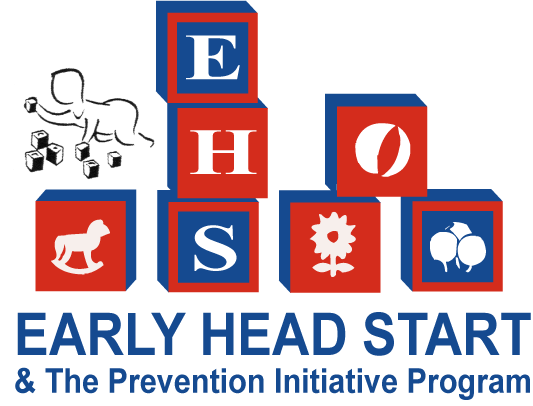 E
H
S
EARLY HEAD START
& The Prevention Initiative Program